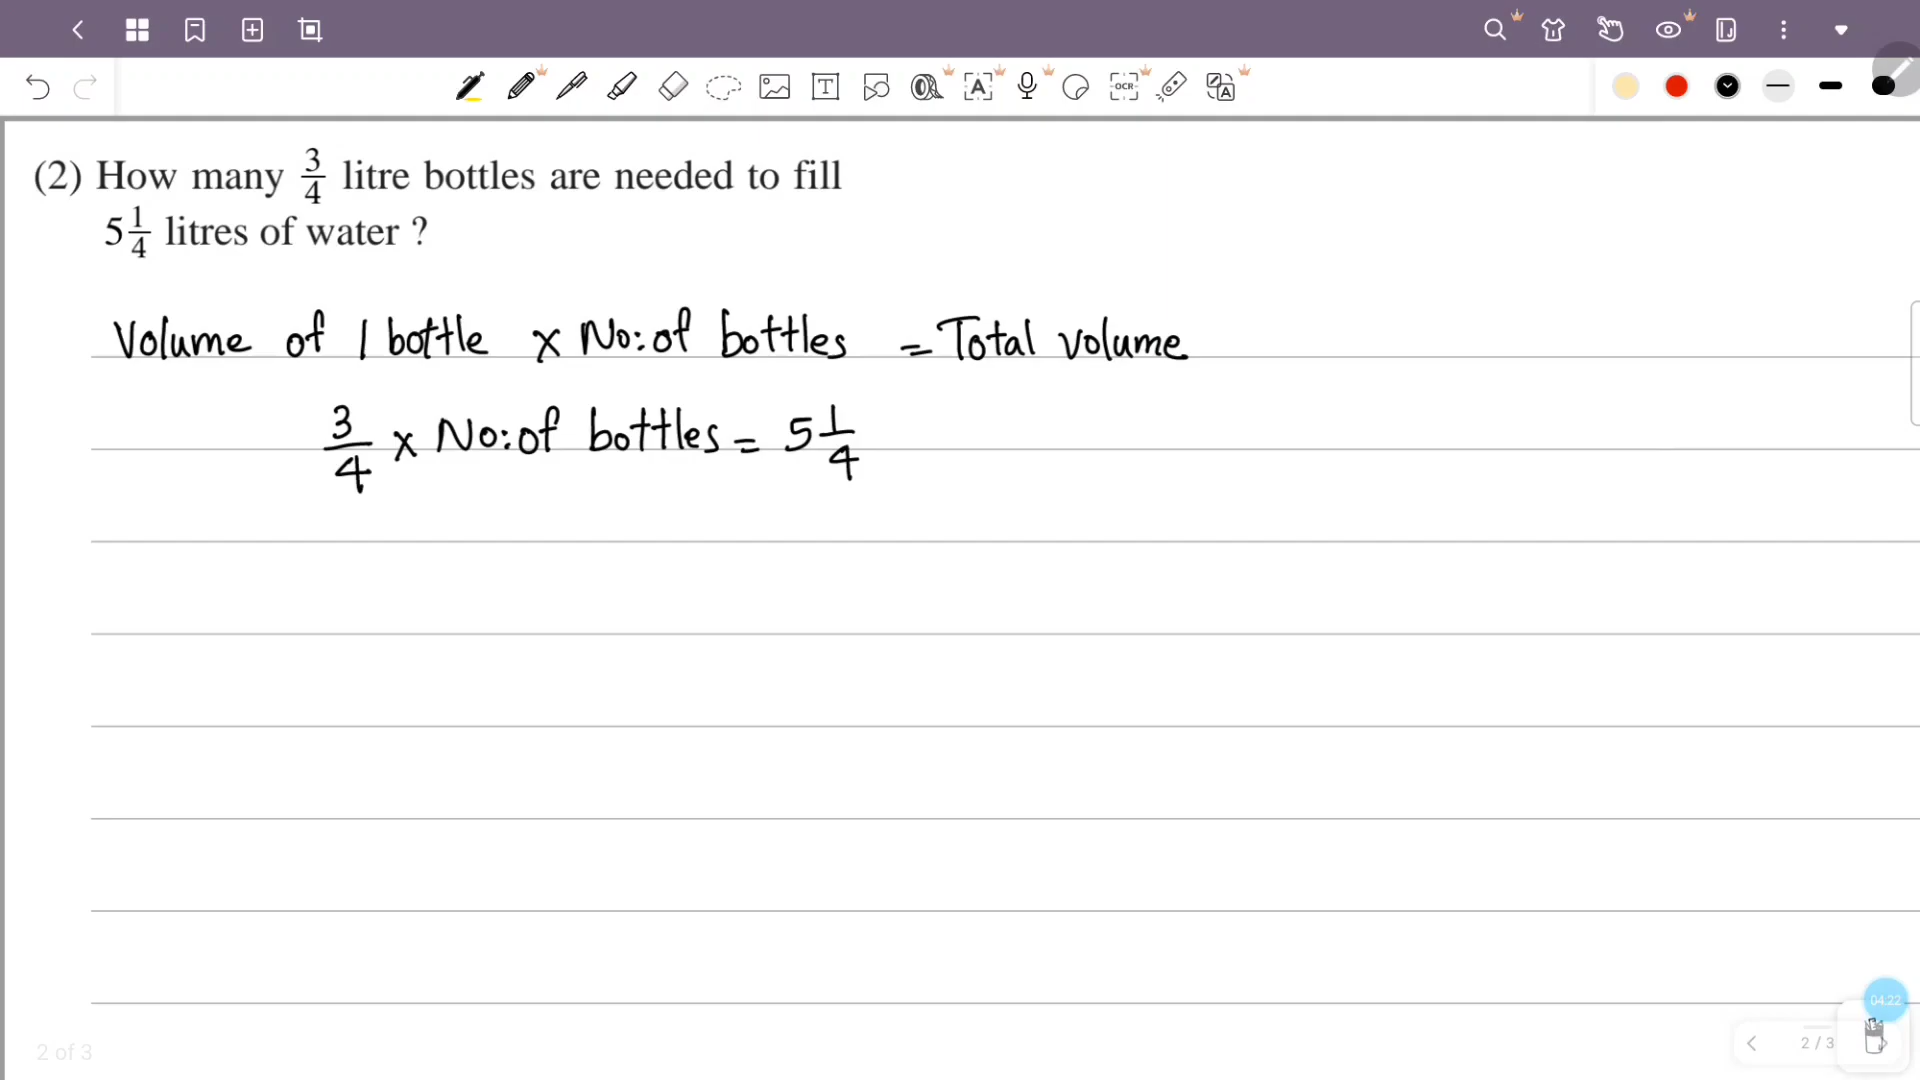 T A OCR A
(2) How many 3/4 litre bottles are needed to fill
5 1/4 litres of water ?
Volume of 1 bottle x No: of bottles = Total volume
3/4 x No: of bottles = 5 1/4
04:22
2 of 3
2 / 3